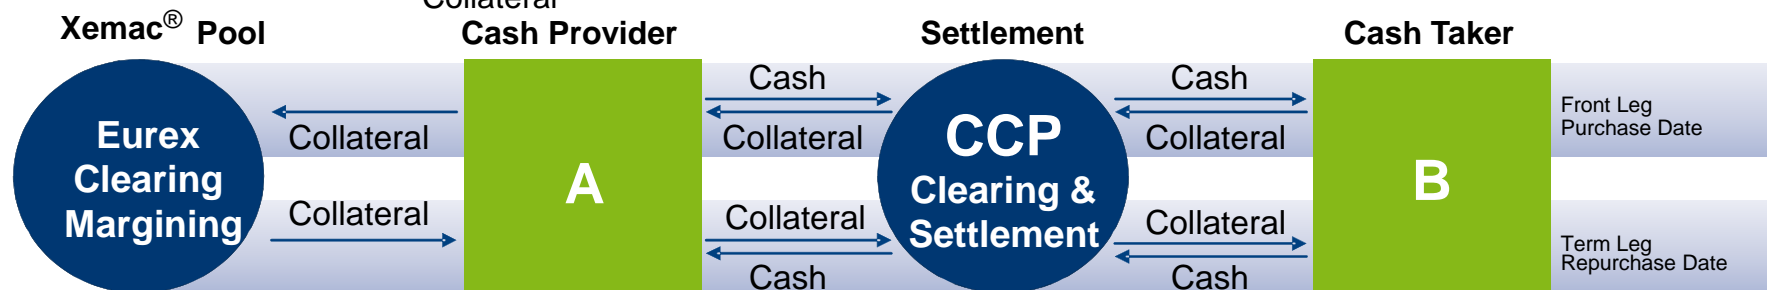 Collateral
Xemac® Pool
Cash Provider
Settlement
Cash Taker
Eurex
Clearing
Margining
Collateral
Collateral
A
Cash
Collateral
Collateral
Cash
CCP
Clearing &
Settlement
Cash
Collateral
Collateral
Cash
B
Front Leg
Purchase Date
Term Leg
Repurchase Date